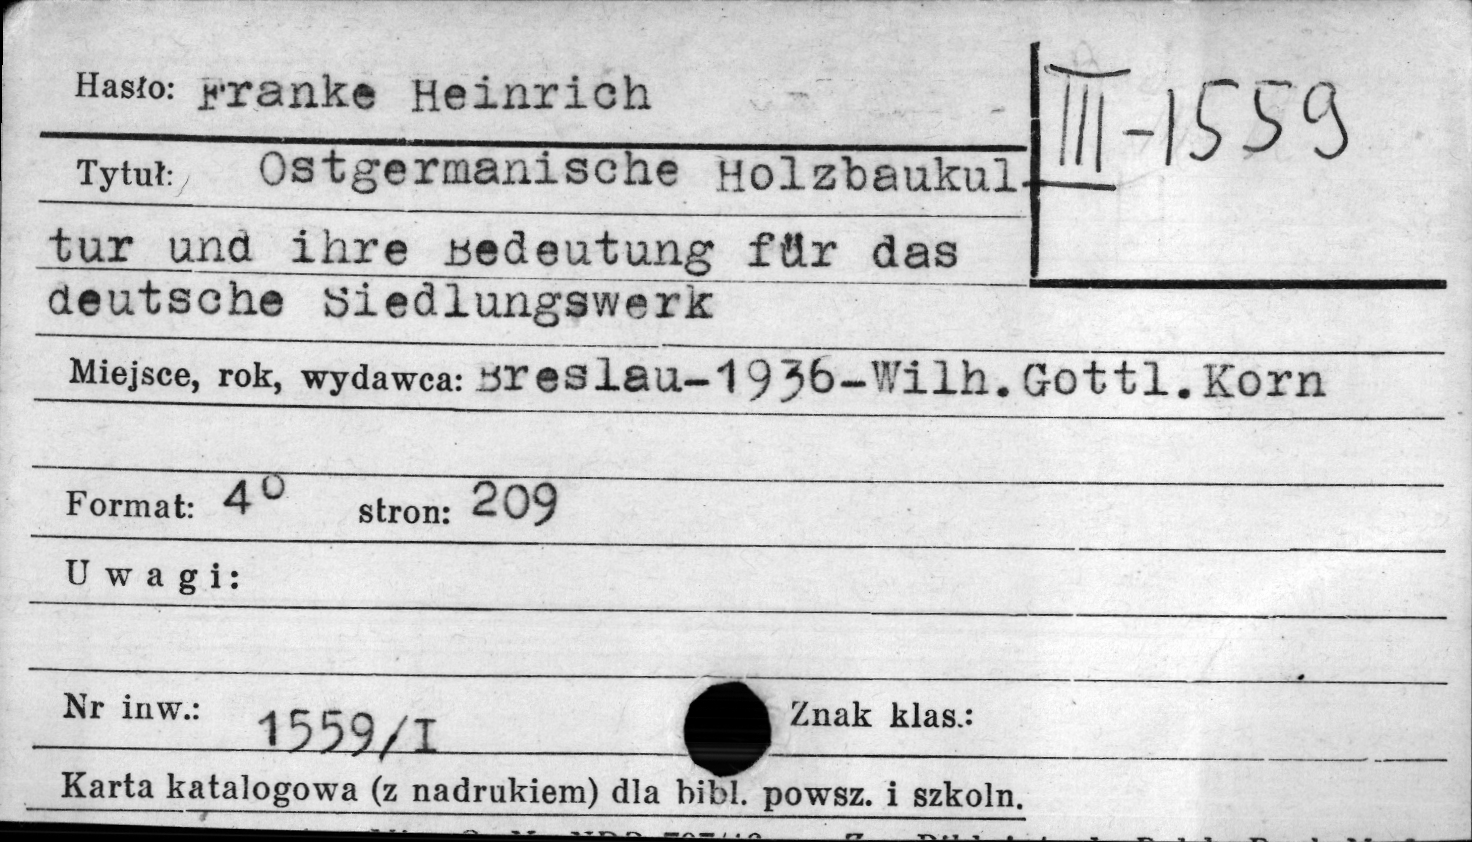 Hasło: Franke Heinrich
III-1559
Tytuł: Ostgermanische Holzbaukul-
tur und ihre Bedeutung für das
deutsche Siedlungswerk
Miejsce, rok, wydawca: Breslau-1936-Wilh.Gottl.Korn
Format: 4° stron: 209
Uwagi:
Nr inw.: 1559/I Znak klas.:
Karta katalogowa (z nadrukiem) dla bibl. powsz. i szkoln.